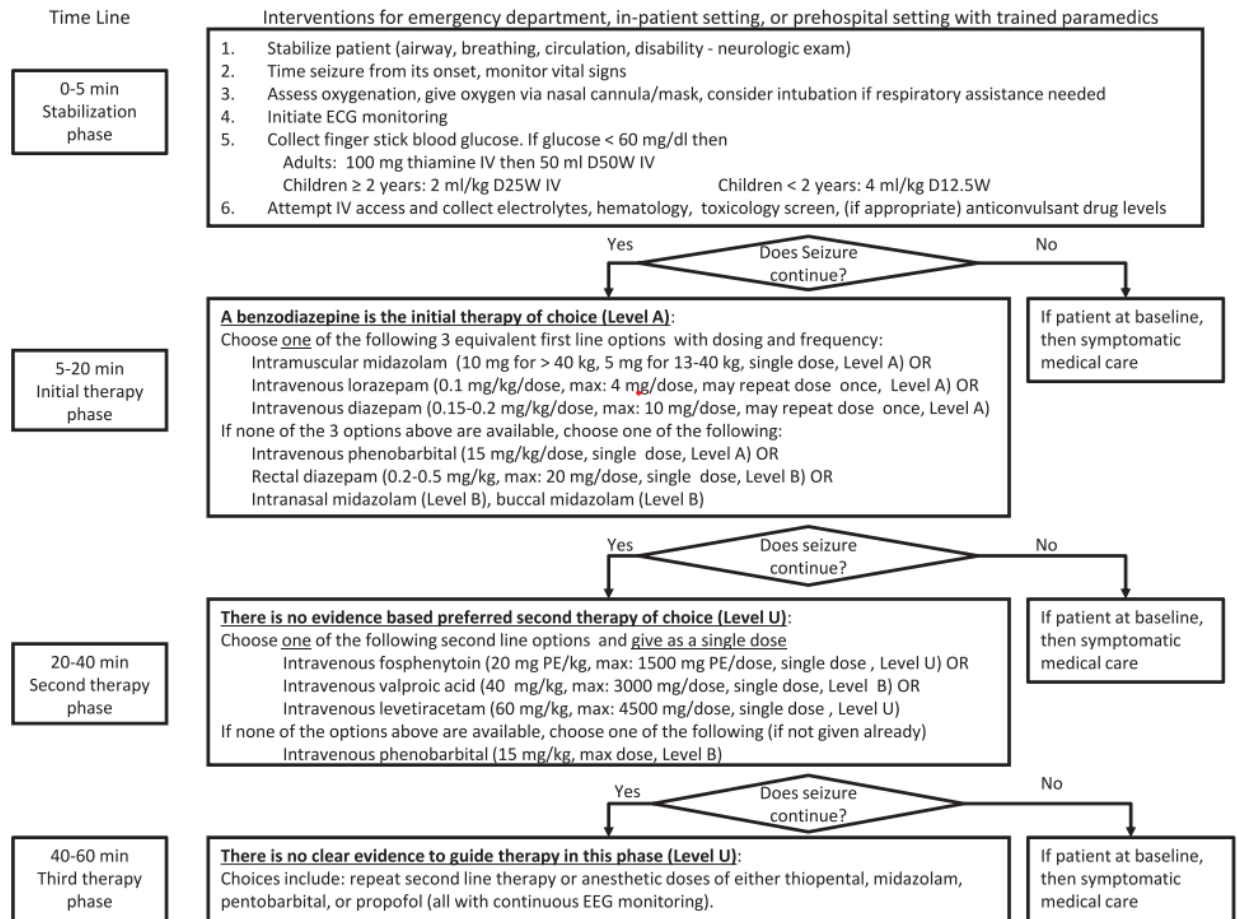 Time Line
Interventions for emergency department, in-patient setting, or prehospital setting with trained paramedics
0-5 min
Stabilization
phase
1. Stabilize patient (airway, breathing, circulation, disability - neurologic exam)
2. Time seizure from its onset, monitor vital signs
3. Assess oxygenation, give oxygen via nasal cannula/mask, consider intubation if respiratory assistance needed
4. Initiate ECG monitoring
5. Collect finger stick blood glucose. If glucose < 60 mg/dl then
Adults: 100 mg thiamine IV then 50 ml D50W IV
Children ≥ 2 years: 2 ml/kg D25W IV Children < 2 years: 4 ml/kg D12.5W
6. Attempt IV access and collect electrolytes, hematology, toxicology screen, (if appropriate) anticonvulsant drug levels
Yes
Does Seizure
continue?
No
5-20 min
Initial therapy
phase
A benzodiazepine is the initial therapy of choice (Level A):
Choose one of the following 3 equivalent first line options with dosing and frequency:
Intramuscular midazolam (10 mg for > 40 kg, 5 mg for 13-40 kg, single dose, Level A) OR
Intravenous lorazepam (0.1 mg/kg/dose, max: 4 mg/dose, may repeat dose once, Level A) OR
Intravenous diazepam (0.15-0.2 mg/kg/dose, max: 10 mg/dose, may repeat dose once, Level A)
If none of the 3 options above are available, choose one of the following:
Intravenous phenobarbital (15 mg/kg/dose, single dose, Level A) OR
Rectal diazepam (0.2-0.5 mg/kg, max: 20 mg/dose, single dose, Level B) OR
Intranasal midazolam (Level B), buccal midazolam (Level B)
If patient at baseline,
then symptomatic
medical care
Yes
Does seizure
continue?
No
20-40 min
Second therapy
phase
There is no evidence based preferred second therapy of choice (Level U):
Choose one of the following second line options and give as a single dose
Intravenous fosphenytoin (20 mg PE/kg, max: 1500 mg PE/dose, single dose , Level U) OR
Intravenous valproic acid (40 mg/kg, max: 3000 mg/dose, single dose, Level B) OR
Intravenous levetiracetam (60 mg/kg, max: 4500 mg/dose, single dose , Level U)
If none of the options above are available, choose one of the following (if not given already)
Intravenous phenobarbital (15 mg/kg, max dose, Level B)
If patient at baseline,
then symptomatic
medical care
Yes
Does seizure
continue?
No
40-60 min
Third therapy
phase
There is no clear evidence to guide therapy in this phase (Level U):
Choices include: repeat second line therapy or anesthetic doses of either thiopental, midazolam,
pentobarbital, or propofol (all with continuous EEG monitoring).
If patient at baseline,
then symptomatic
medical care